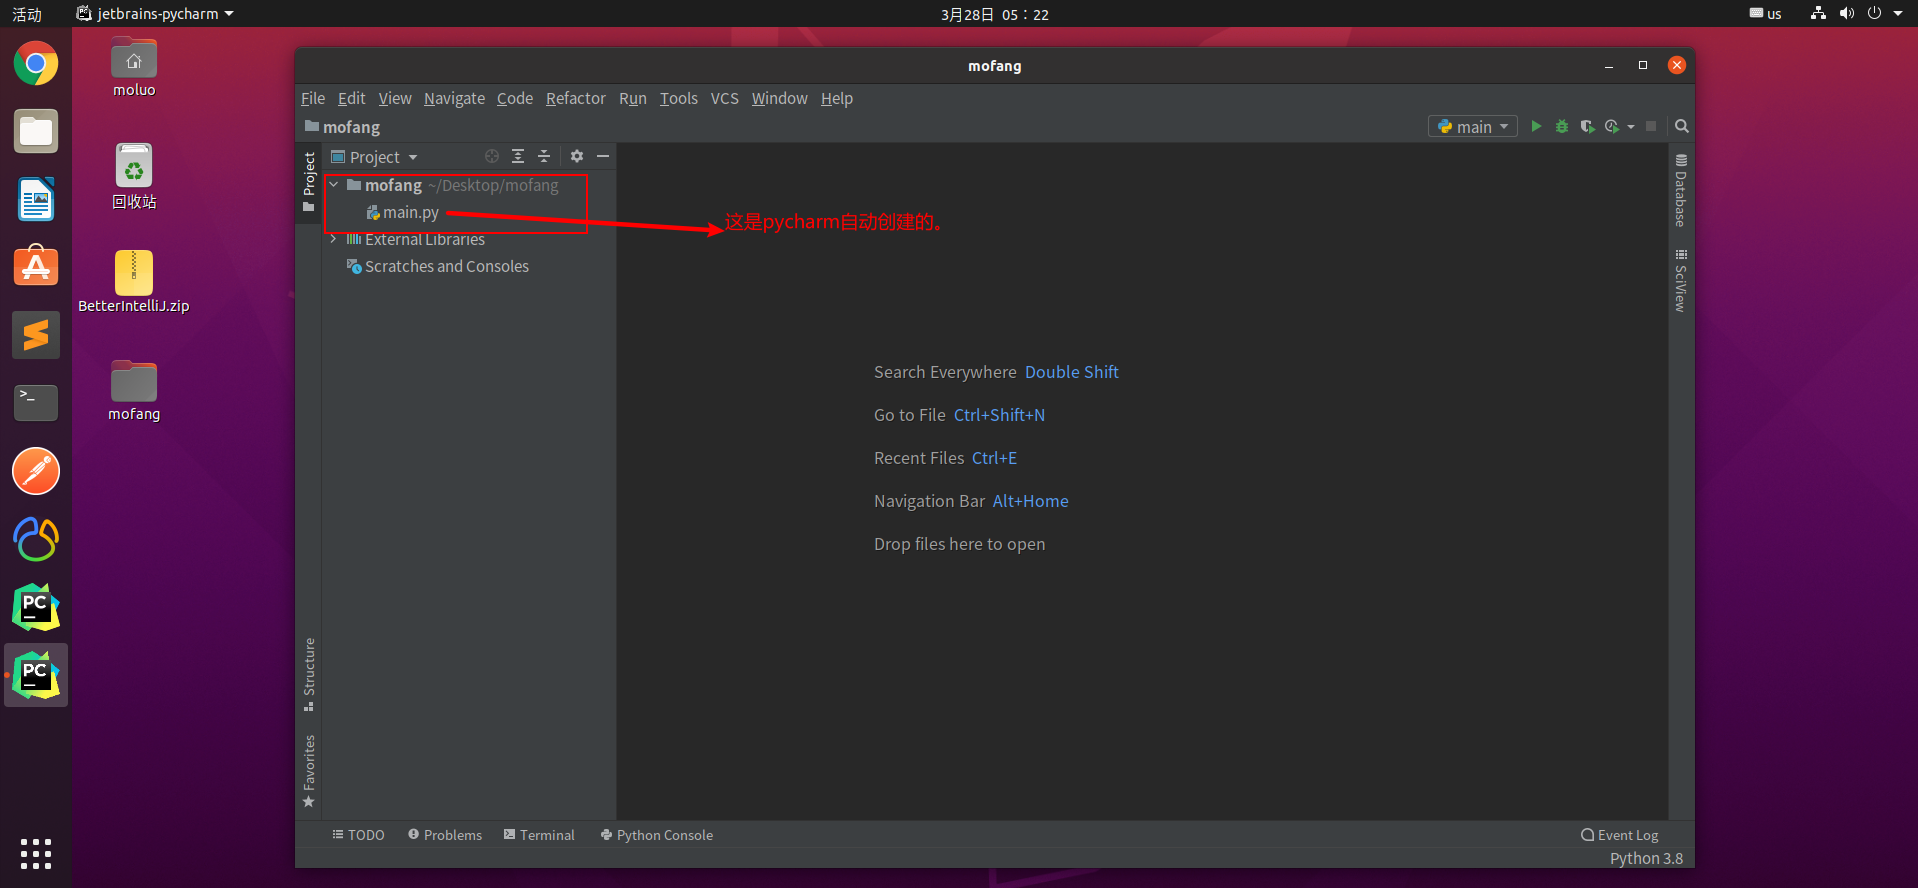 活动
jetbrains-pycharm
3月28日 05：22
us
moluo
回收站
BetterIntelliJ.zip
mofang
PC
PC
mofang
File Edit View Navigate Code Refactor Run Tools VCS Window Help
mofang
main
Project
Project
mofang ~/Desktop/mofang
main.py
这是pycharm自动创建的。
External Libraries
Scratches and Consoles
Structure
Favorites
Search Everywhere Double Shift
Go to File Ctrl+Shift+N
Recent Files Ctrl+E
Navigation Bar Alt+Home
Drop files here to open
Database
SciView
TODO Problems Terminal Python Console Event Log
Python 3.8